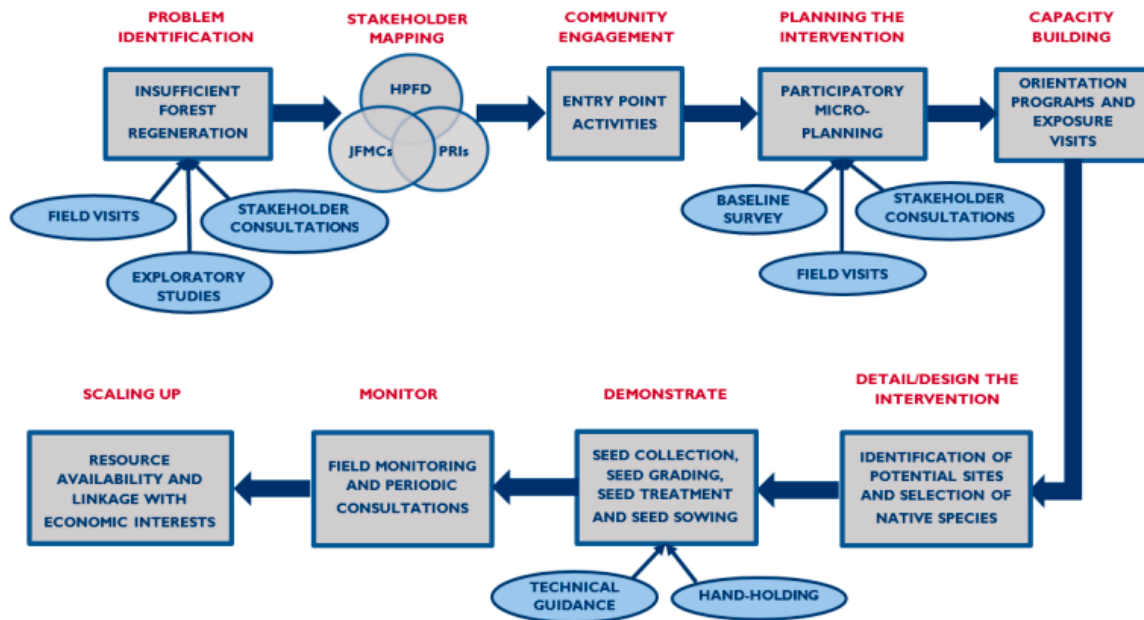 PROBLEM
IDENTIFICATION
STAKEHOLDER
MAPPING
COMMUNITY
ENGAGEMENT
PLANNING THE
INTERVENTION
CAPACITY
BUILDING
INSUFFICIENT
FOREST
REGENERATION
HPFD
JFMCs
PRIs
ENTRY POINT
ACTIVITIES
PARTICIPATORY
MICRO-
PLANNING
ORIENTATION
PROGRAMS AND
EXPOSURE
VISITS
FIELD VISITS
STAKEHOLDER
CONSULTATIONS
EXPLORATORY
STUDIES
BASELINE
SURVEY
STAKEHOLDER
CONSULTATIONS
FIELD VISITS
SCALING UP
MONITOR
DEMONSTRATE
DETAIL/DESIGN THE
INTERVENTION
RESOURCE
AVAILABILITY AND
LINKAGE WITH
ECONOMIC INTERESTS
FIELD MONITORING
AND PERIODIC
CONSULTATIONS
SEED COLLECTION,
SEED GRADING,
SEED TREATMENT
AND SEED SOWING
IDENTIFICATION OF
POTENTIAL SITES
AND SELECTION OF
NATIVE SPECIES
TECHNICAL
GUIDANCE
HAND-HOLDING